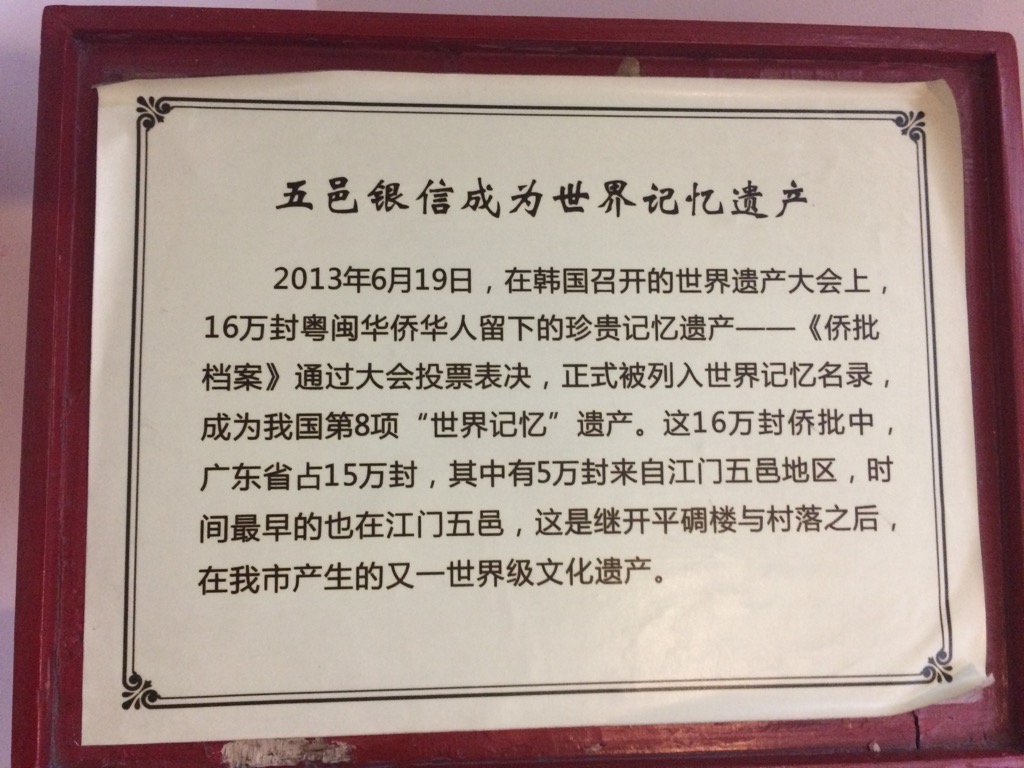 五邑银信成为世界记忆遗产
2013年6月19日，在韩国召开的世界遗产大会上，
16万封粤闽华侨华人留下的珍贵记忆遗产——《侨批
档案》通过大会投票表决，正式被列入世界记忆名录，
成为我国第8项“世界记忆”遗产。这16万封侨批中，
广东省占15万封，其中有5万封来自江门五邑地区，时
间最早的也在江门五邑，这是继开平碉楼与村落之后，
在我市产生的又一世界级文化遗产。